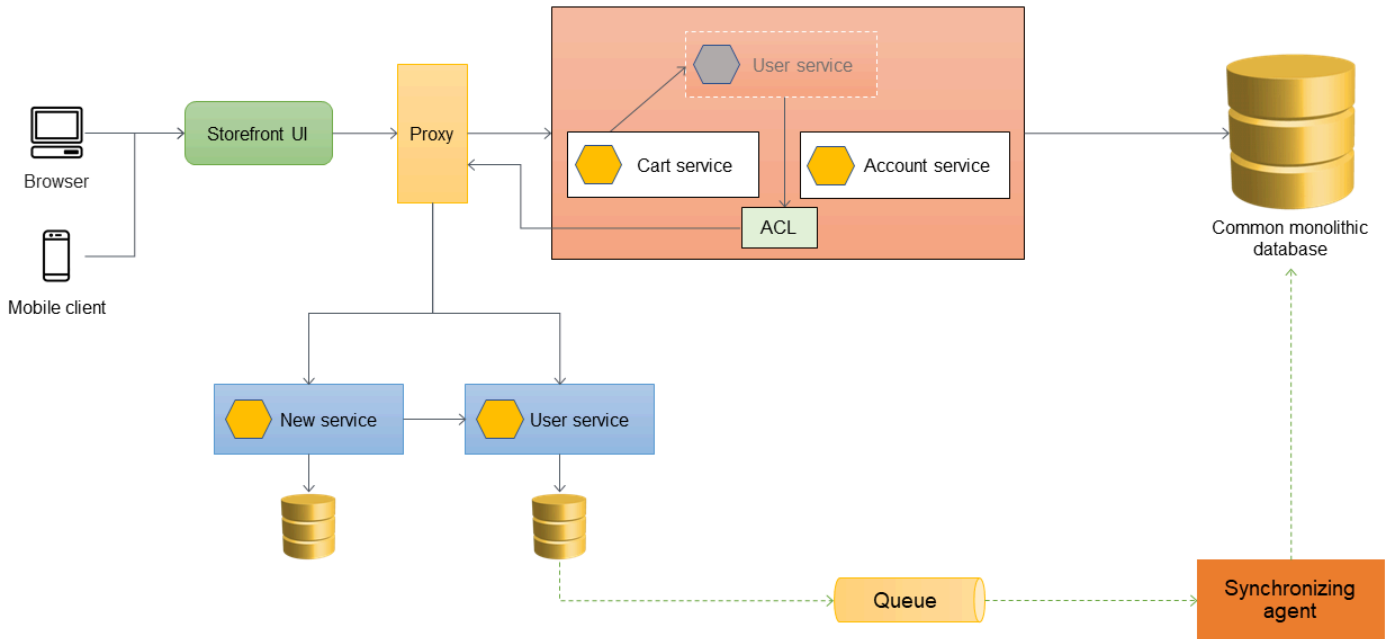 User service
Storefront UI
Proxy
Cart service
Account service
Browser
ACL
Common monolithic
database
Mobile client
New service
User service
Queue
Synchronizing
agent